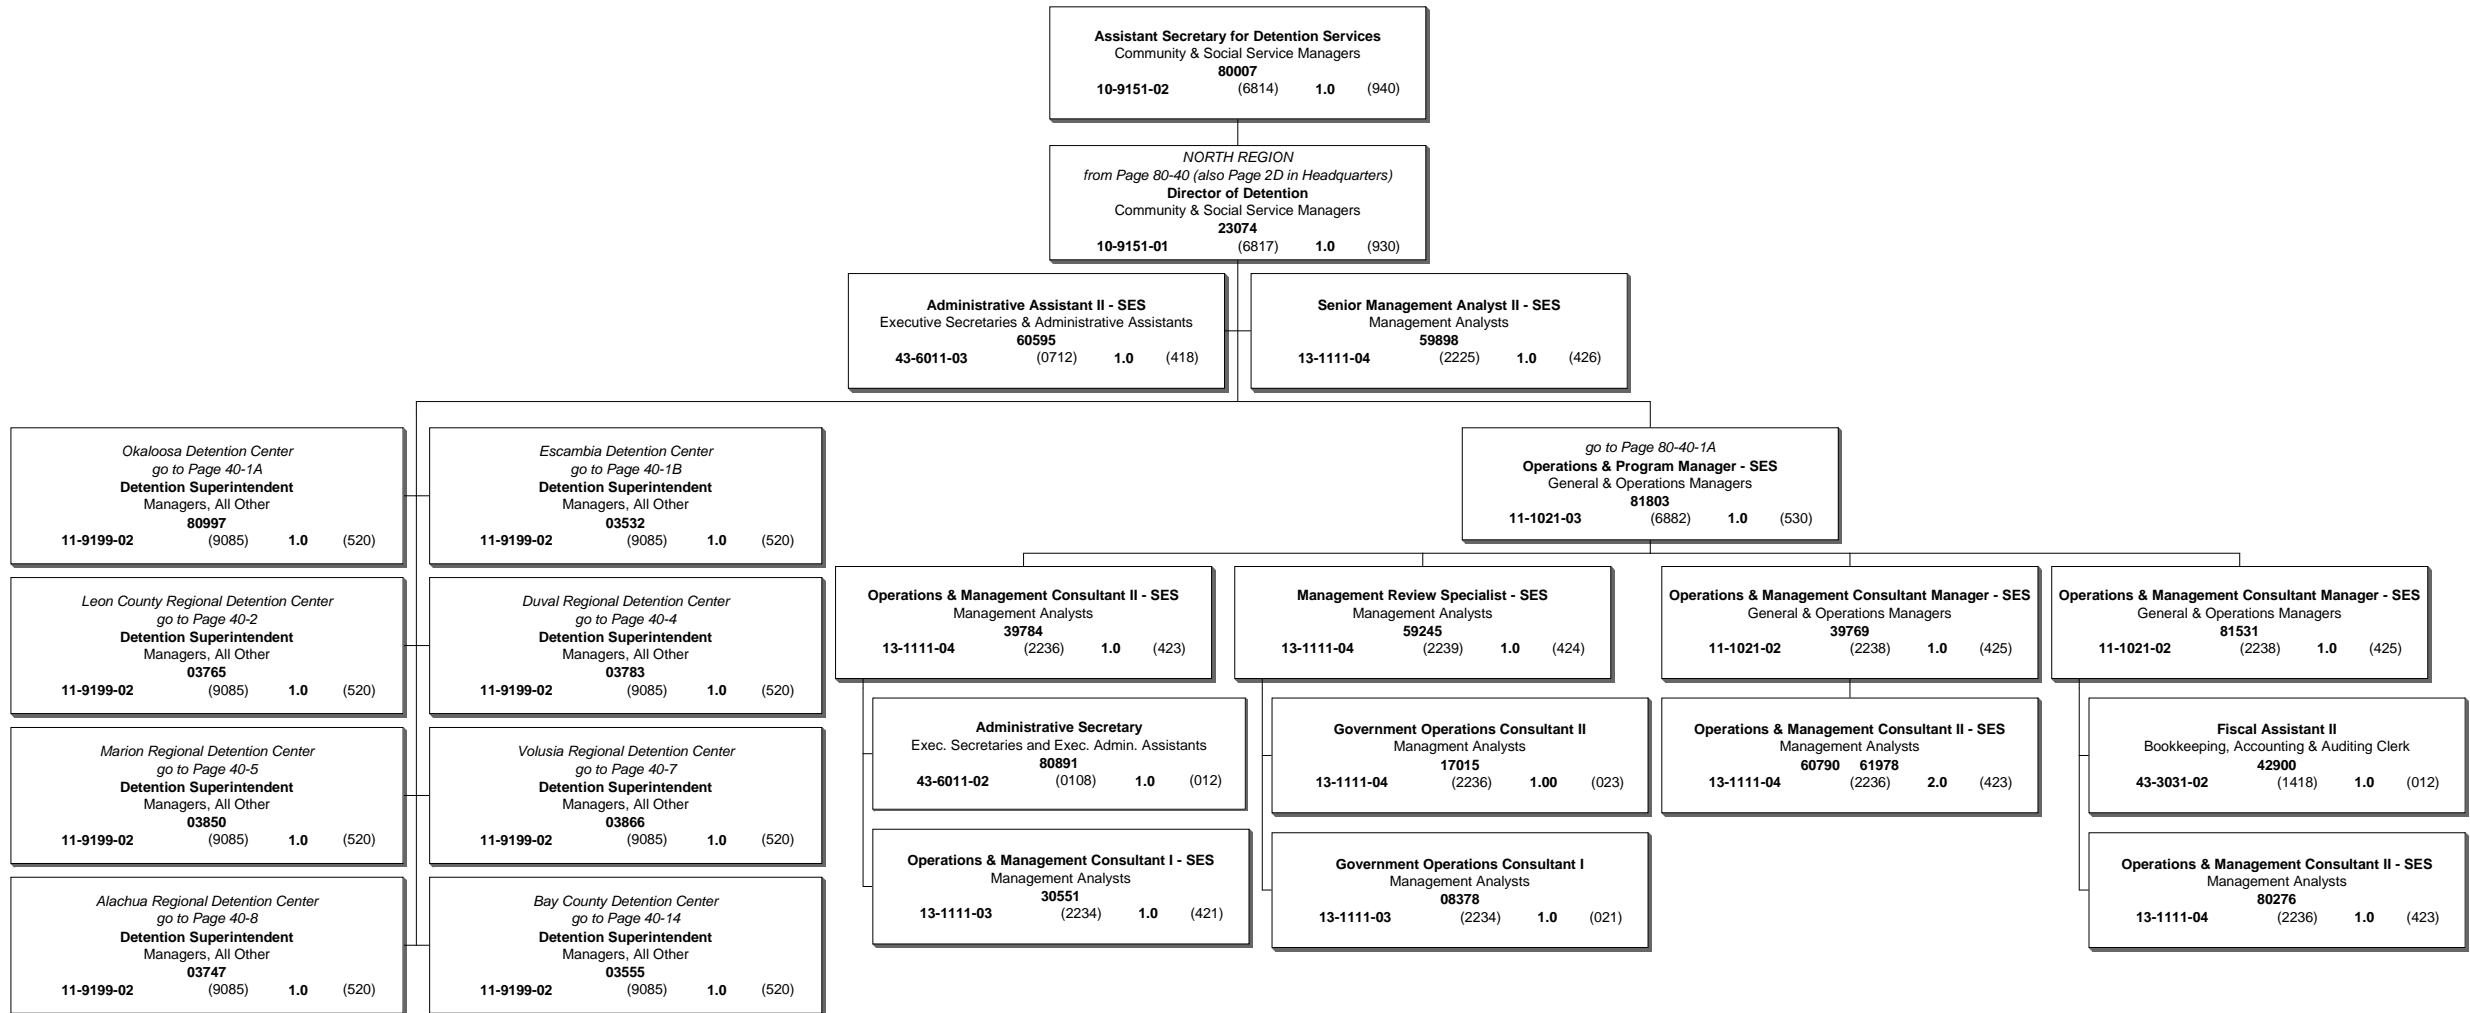 Assistant Secretary for Detention Services
Community & Social Service Managers
80007
10-9151-02 (6814) 1.0 (940)
NORTH REGION
from Page 80-40 (also Page 2D in Headquarters)
Director of Detention
Community & Social Service Managers
23074
10-9151-01 (6817) 1.0 (930)
Administrative Assistant II - SES
Executive Secretaries & Administrative Assistants
60595
43-6011-03 (0712) 1.0 (418)
Senior Management Analyst II - SES
Management Analysts
59898
13-1111-04 (2225) 1.0 (426)
Okaloosa Detention Center
go to Page 40-1A
Detention Superintendent
Managers, All Other
80997
11-9199-02 (9085) 1.0 (520)
Escambia Detention Center
go to Page 40-1B
Detention Superintendent
Managers, All Other
03532
11-9199-02 (9085) 1.0 (520)
Leon County Regional Detention Center
go to Page 40-2
Detention Superintendent
Managers, All Other
03765
11-9199-02 (9085) 1.0 (520)
Duval Regional Detention Center
go to Page 40-4
Detention Superintendent
Managers, All Other
03783
11-9199-02 (9085) 1.0 (520)
Marion Regional Detention Center
go to Page 40-5
Detention Superintendent
Managers, All Other
03850
11-9199-02 (9085) 1.0 (520)
Volusia Regional Detention Center
go to Page 40-7
Detention Superintendent
Managers, All Other
03866
11-9199-02 (9085) 1.0 (520)
Alachua Regional Detention Center
go to Page 40-8
Detention Superintendent
Managers, All Other
03747
11-9199-02 (9085) 1.0 (520)
Bay County Detention Center
go to Page 40-14
Detention Superintendent
Managers, All Other
03555
11-9199-02 (9085) 1.0 (520)
go to Page 80-40-1A
Operations & Program Manager - SES
General & Operations Managers
81803
11-1021-03 (6882) 1.0 (530)
Operations & Management Consultant II - SES
Management Analysts
39784
13-1111-04 (2236) 1.0 (423)
Administrative Secretary
Exec. Secretaries and Exec. Admin. Assistants
80891
43-6011-02 (0108) 1.0 (012)
Operations & Management Consultant I - SES
Management Analysts
30551
13-1111-03 (2234) 1.0 (421)
Management Review Specialist - SES
Management Analysts
59245
13-1111-04 (2239) 1.0 (424)
Government Operations Consultant II
Managment Analysts
17015
13-1111-04 (2236) 1.00 (023)
Government Operations Consultant I
Management Analysts
08378
13-1111-03 (2234) 1.0 (021)
Operations & Management Consultant Manager - SES
General & Operations Managers
39769
11-1021-02 (2238) 1.0 (425)
Operations & Management Consultant II - SES
Management Analysts
60790 61978
13-1111-04 (2236) 2.0 (423)
Operations & Management Consultant Manager - SES
General & Operations Managers
81531
11-1021-02 (2238) 1.0 (425)
Fiscal Assistant II
Bookkeeping, Accounting & Auditing Clerk
42900
43-3031-02 (1418) 1.0 (012)
Operations & Management Consultant II - SES
Management Analysts
80276
13-1111-04 (2236) 1.0 (423)